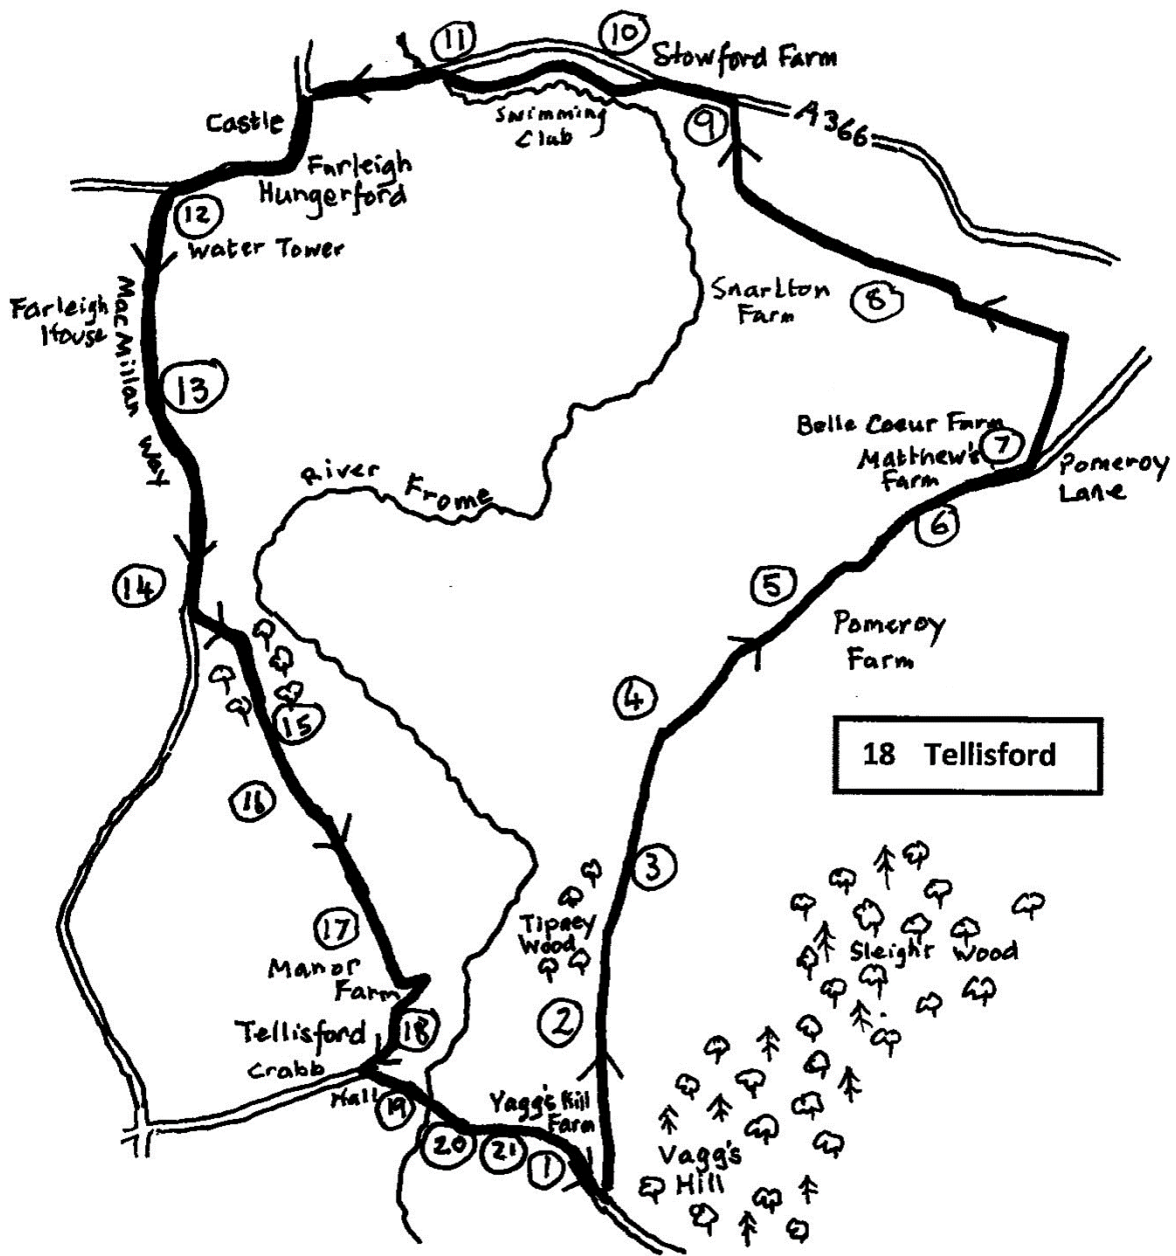 11
10
Stowford Farm
Castle
Swimming
Club
9
A366
Farleigh
Hungerford
12
Water Tower
Farleigh
House
MacMillan Way
Snarlton
Farm
8
13
Belle Coeur Farm
Matthew's
Farm
7
Pomeroy
Lane
River Frome
6
14
5
Pomeroy
Farm
4
15
18 Tellisford
16
3
17
Tipney
Wood
Sleight Wood
Manor
Farm
2
Tellisford
18
Crabb
Hall
19
Vagg's Hill
Farm
20
21
1
Vagg's
Hill